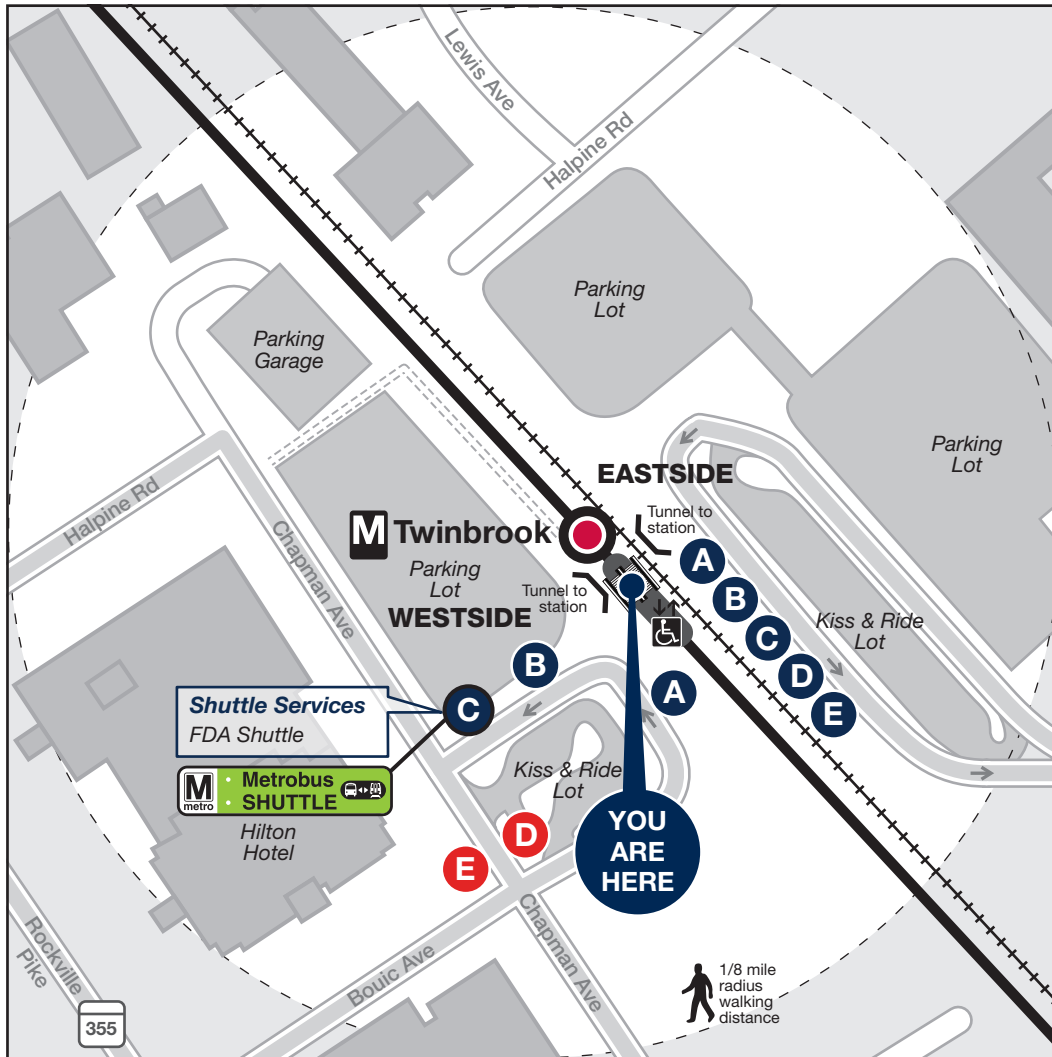 Lewis Ave
Halpine Rd
Parking
Lot
Parking
Garage
Parking
Lot
EASTSIDE
Tunnel to
station
Halpine Rd
Chapman Ave
M Twinbrook
Parking
Lot
WESTSIDE
Tunnel to
station
A
B
C
D
E
Kiss & Ride
Lot
B
A
C
Shuttle Services
FDA Shuttle
M
metro
· Metrobus
· SHUTTLE
Hilton
Hotel
Kiss & Ride
Lot
D
E
YOU
ARE
HERE
Rockville
Pike
355
Bouic Ave
Chapman Ave
1/8 mile
radius
walking
distance